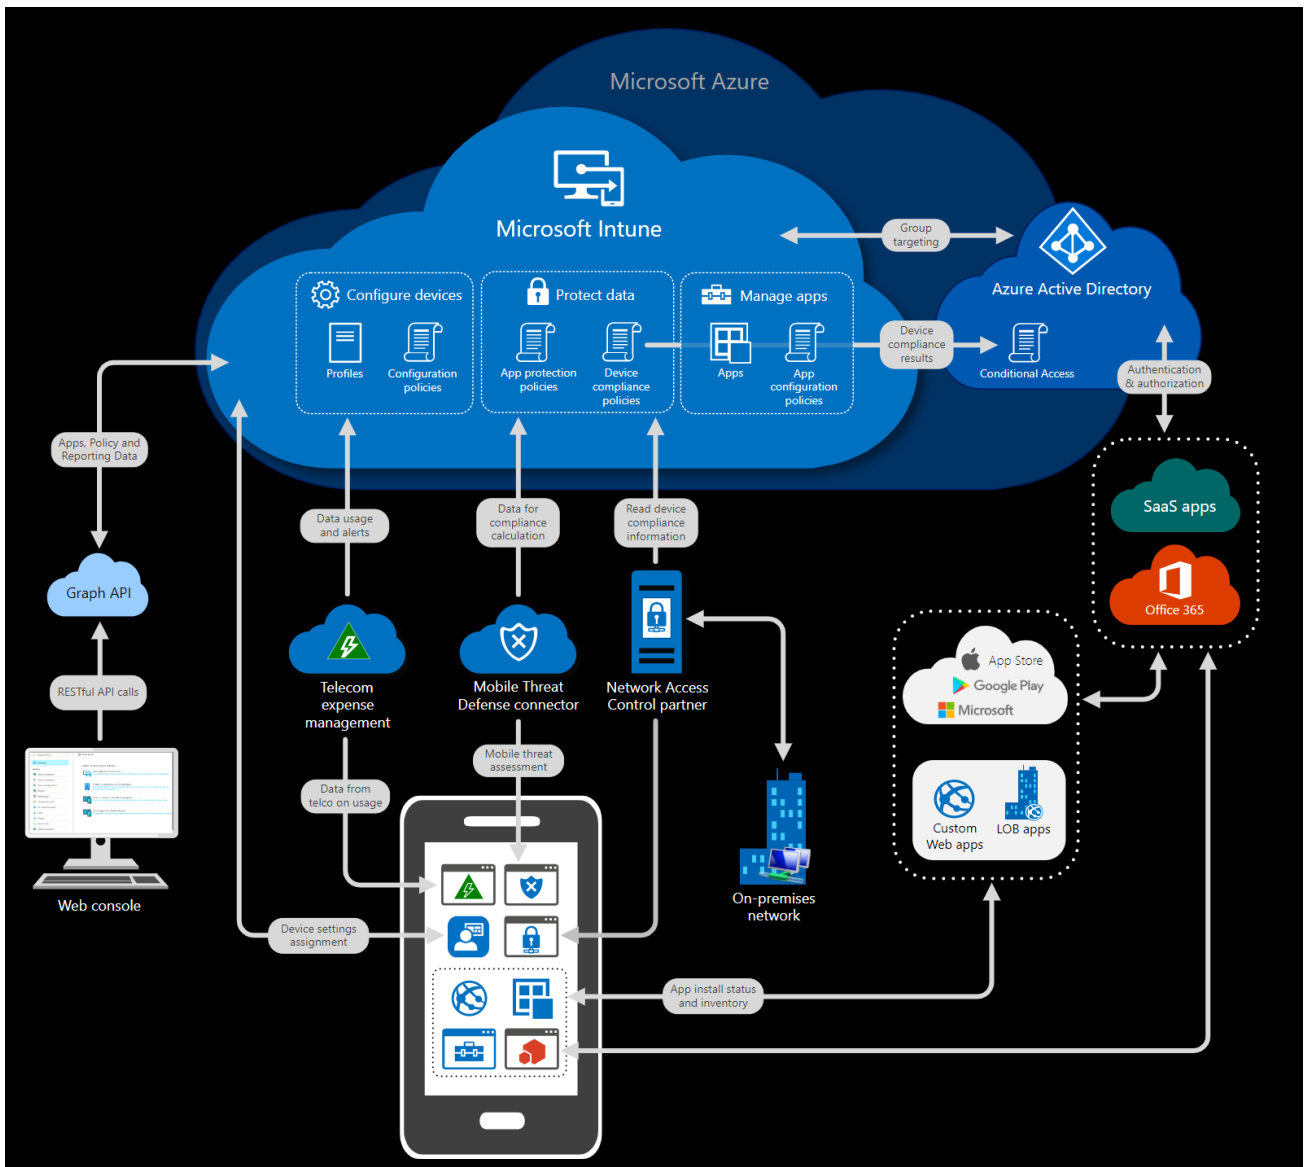 Microsoft Azure
Microsoft Intune
Group
targeting
Azure Active Directory
Configure devices
Protect data
Manage apps
Profiles
Configuration
policies
App protection
policies
Device
compliance
policies
Apps
App
configuration
policies
Device
compliance
results
Conditional Access
Authentication
& authorization
Apps, Policy and
Reporting Data
Data usage
and alerts
Data for
compliance
calculation
Read device
compliance
information
SaaS apps
Office 365
Graph API
RESTful API calls
Telecom
expense
management
Mobile Threat
Defense connector
Network Access
Control partner
App Store
Google Play
Microsoft
Mobile threat
assessment
Data from
telco on usage
Custom
Web apps
LOB apps
Web console
On-premises
network
Device settings
assignment
App install status
and inventory